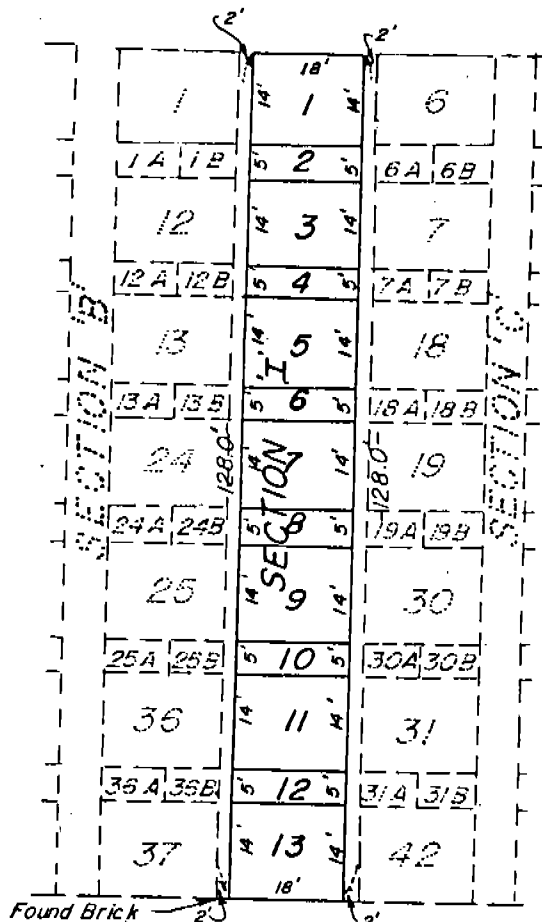 2' 2'
18'
1 14' 1 14' 6
1A 1B 5' 2 5' 6A 6B
12 14' 3 14' 7
12A 12B 5' 4 5' 7A 7B
13 14' 5 14' 18
13A 13B 5' 6 5' 18A 18B
24 14' 7 14' 19
24A 24B 5' 8 5' 19A 19B
25 14' 9 14' 30
25A 25B 5' 10 5' 30A 30B
36 14' 11 14' 31
36A 36B 5' 12 5' 31A 31B
37 14' 13 14' 42
18'
Found Brick 2' 2'
SECTION 'B'
128.0'
SECTION 'I'
128.0'
SECTION 'C'